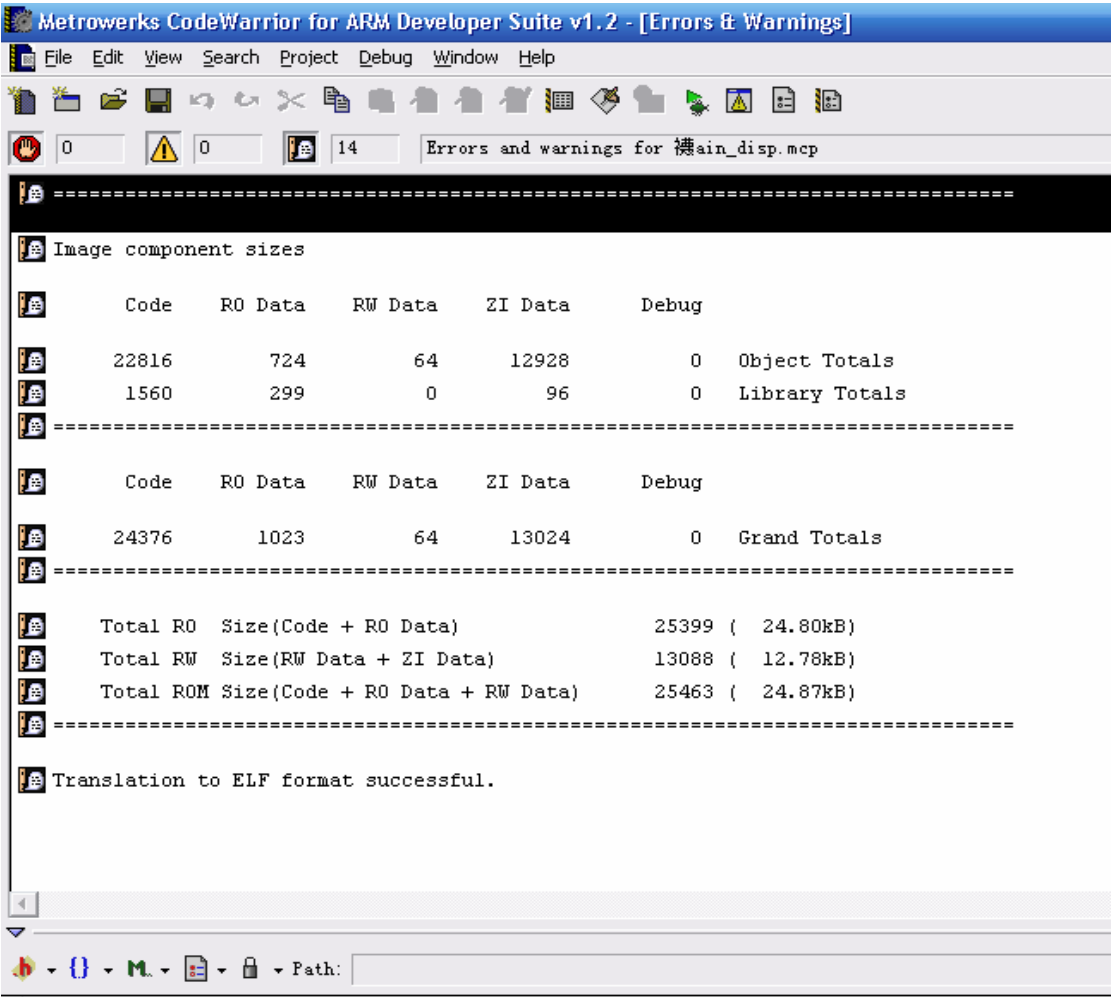 Metrowerks CodeWarrior for ARM Developer Suite v1.2 - [Errors & Warnings]
File Edit View Search Project Debug Window Help
0 0 14 Errors and warnings for 襪ain_disp.mcp
================================================================================
Image component sizes
Code RO Data RW Data ZI Data Debug
22816 724 64 12928 0 Object Totals
1560 299 0 96 0 Library Totals
================================================================================
Code RO Data RW Data ZI Data Debug
24376 1023 64 13024 0 Grand Totals
================================================================================
Total RO Size(Code + RO Data) 25399 ( 24.80kB)
Total RW Size(RW Data + ZI Data) 13088 ( 12.78kB)
Total ROM Size(Code + RO Data + RW Data) 25463 ( 24.87kB)
================================================================================
Translation to ELF format successful.
h {} M. Path: